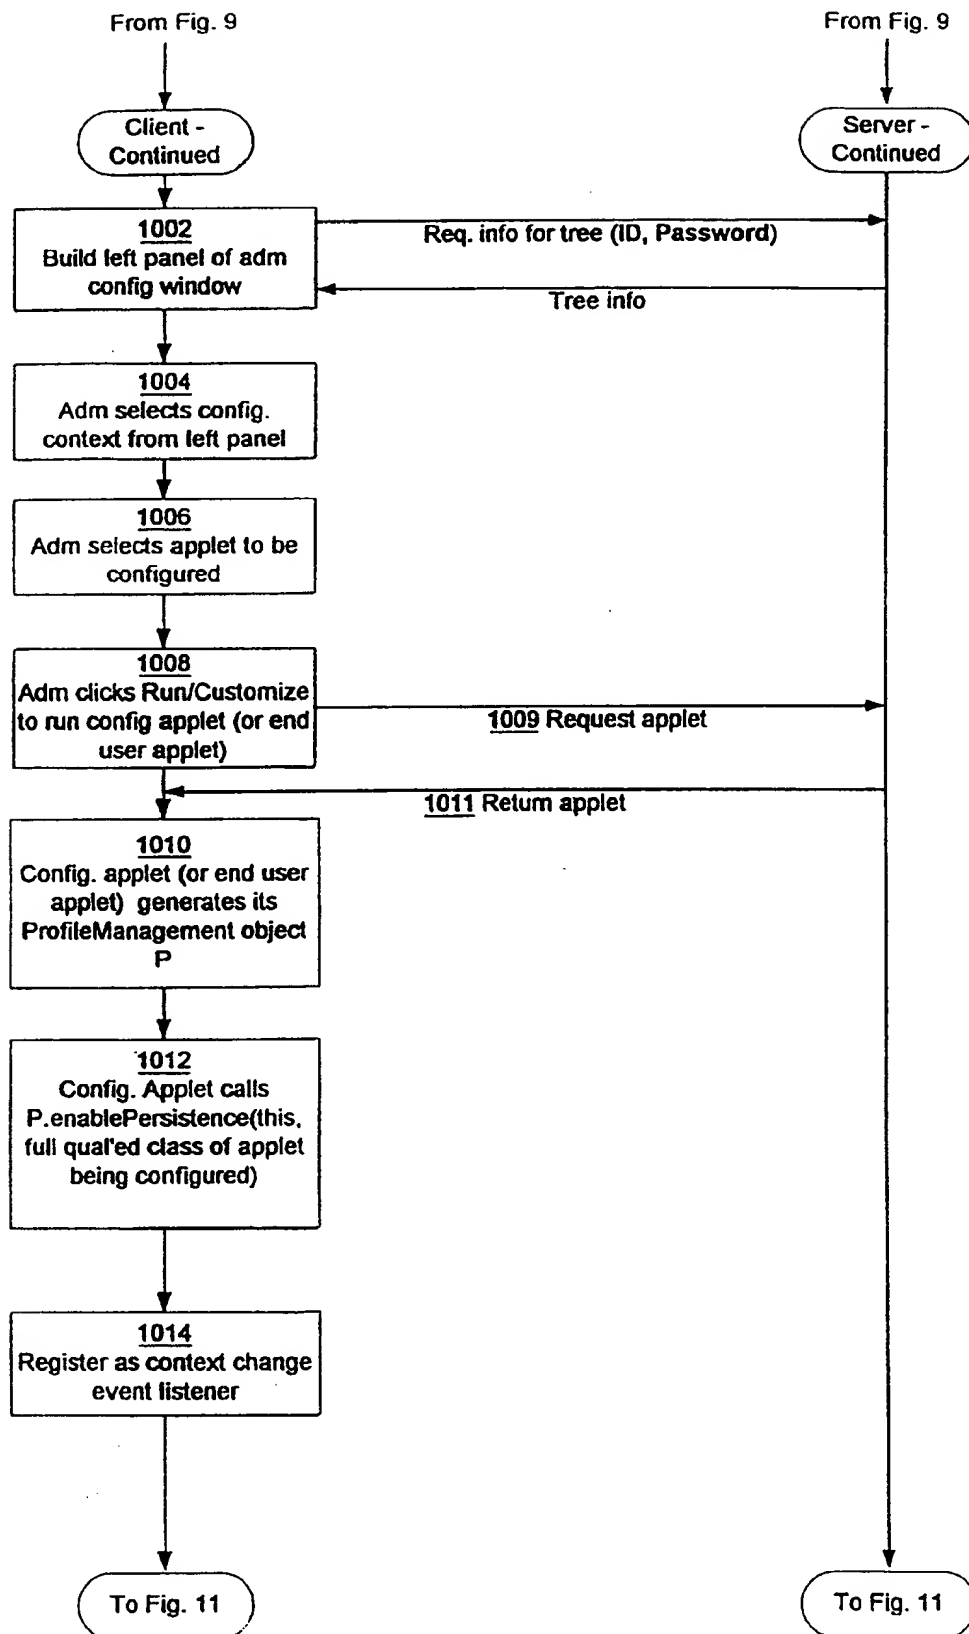 From Fig. 9
From Fig. 9
Client -
Continued
Server -
Continued
1002
Build left panel of adm
config window
Req. info for tree (ID, Password)
Tree info
1004
Adm selects config.
context from left panel
1006
Adm selects applet to be
configured
1008
Adm clicks Run/Customize
to run config applet (or end
user applet)
1009 Request applet
1011 Return applet
1010
Config. applet (or end user
applet) generates its
ProfileManagement object
P
1012
Config. Applet calls
P.enablePersistence(this,
full qual'ed class of applet
being configured)
1014
Register as context change
event listener
To Fig. 11
To Fig. 11